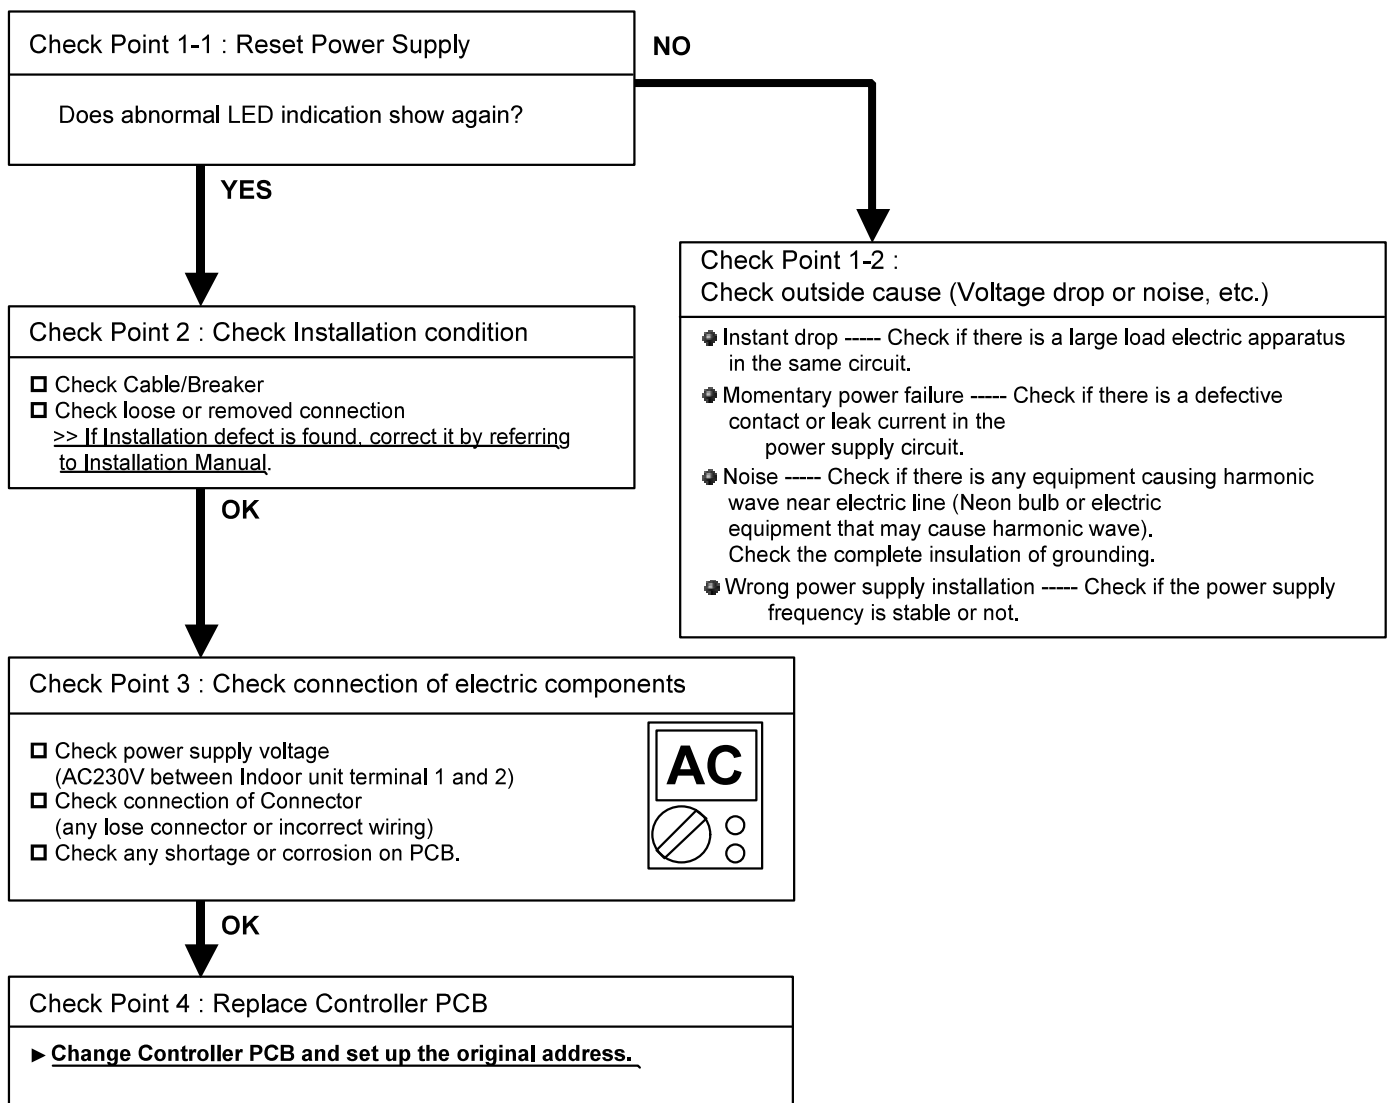 Check Point 1-1 : Reset Power Supply
Does abnormal LED indication show again?
NO
YES
Check Point 1-2 :
Check outside cause (Voltage drop or noise, etc.)
Instant drop ----- Check if there is a large load electric apparatus
in the same circuit.
Momentary power failure ----- Check if there is a defective
contact or leak current in the
power supply circuit.
Noise ----- Check if there is any equipment causing harmonic
wave near electric line (Neon bulb or electric
equipment that may cause harmonic wave).
Check the complete insulation of grounding.
Wrong power supply installation ----- Check if the power supply
frequency is stable or not.
Check Point 2 : Check Installation condition
Check Cable/Breaker
Check loose or removed connection
>> If Installation defect is found, correct it by referring
to Installation Manual.
OK
Check Point 3 : Check connection of electric components
Check power supply voltage
(AC230V between Indoor unit terminal 1 and 2)
Check connection of Connector
(any lose connector or incorrect wiring)
Check any shortage or corrosion on PCB.
AC
OK
Check Point 4 : Replace Controller PCB
► Change Controller PCB and set up the original address.